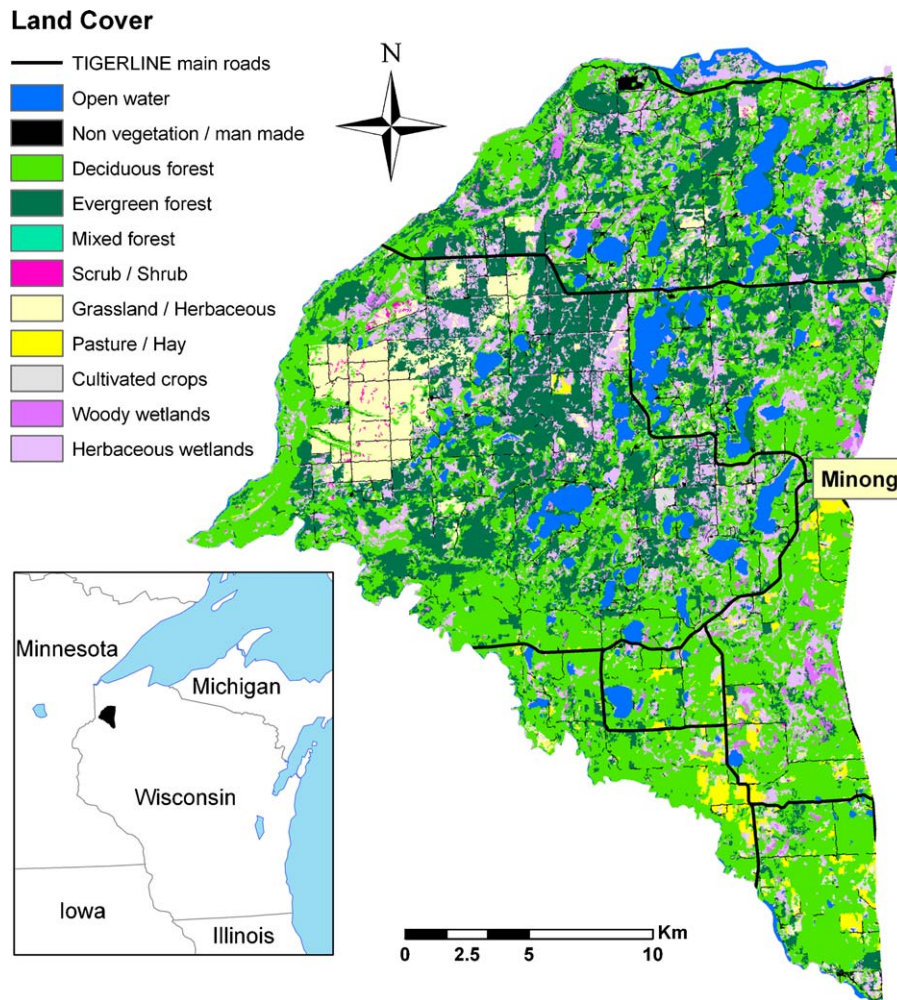 Land Cover
TIGERLINE main roads
Open water
Non vegetation / man made
Deciduous forest
Evergreen forest
Mixed forest
Scrub / Shrub
Grassland / Herbaceous
Pasture / Hay
Cultivated crops
Woody wetlands
Herbaceous wetlands
N
Minong
Minnesota
Michigan
Wisconsin
Iowa
Illinois
Km
0 2.5 5 10